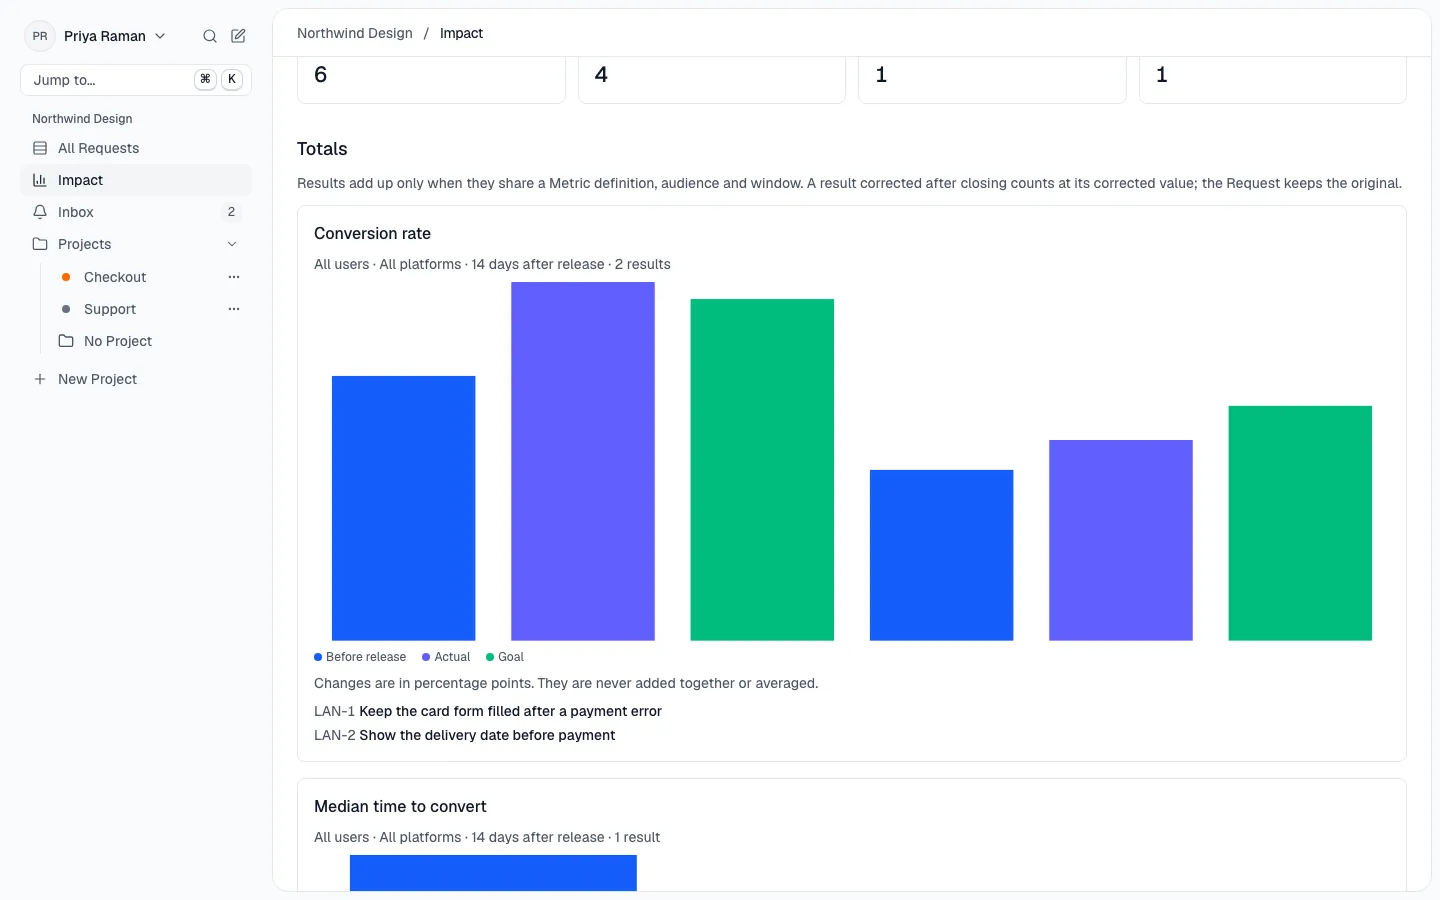 PR Priya Raman
Jump to... ⌘ K
Northwind Design
All Requests
Impact
Inbox 2
Projects
Checkout
Support
No Project
New Project
Northwind Design / Impact
6 4 1 1
Totals
Results add up only when they share a Metric definition, audience and window. A result corrected after closing counts at its corrected value; the Request keeps the original.
Conversion rate
All users · All platforms · 14 days after release · 2 results
Before release Actual Goal
Changes are in percentage points. They are never added together or averaged.
LAN-1 Keep the card form filled after a payment error
LAN-2 Show the delivery date before payment
Median time to convert
All users · All platforms · 14 days after release · 1 result